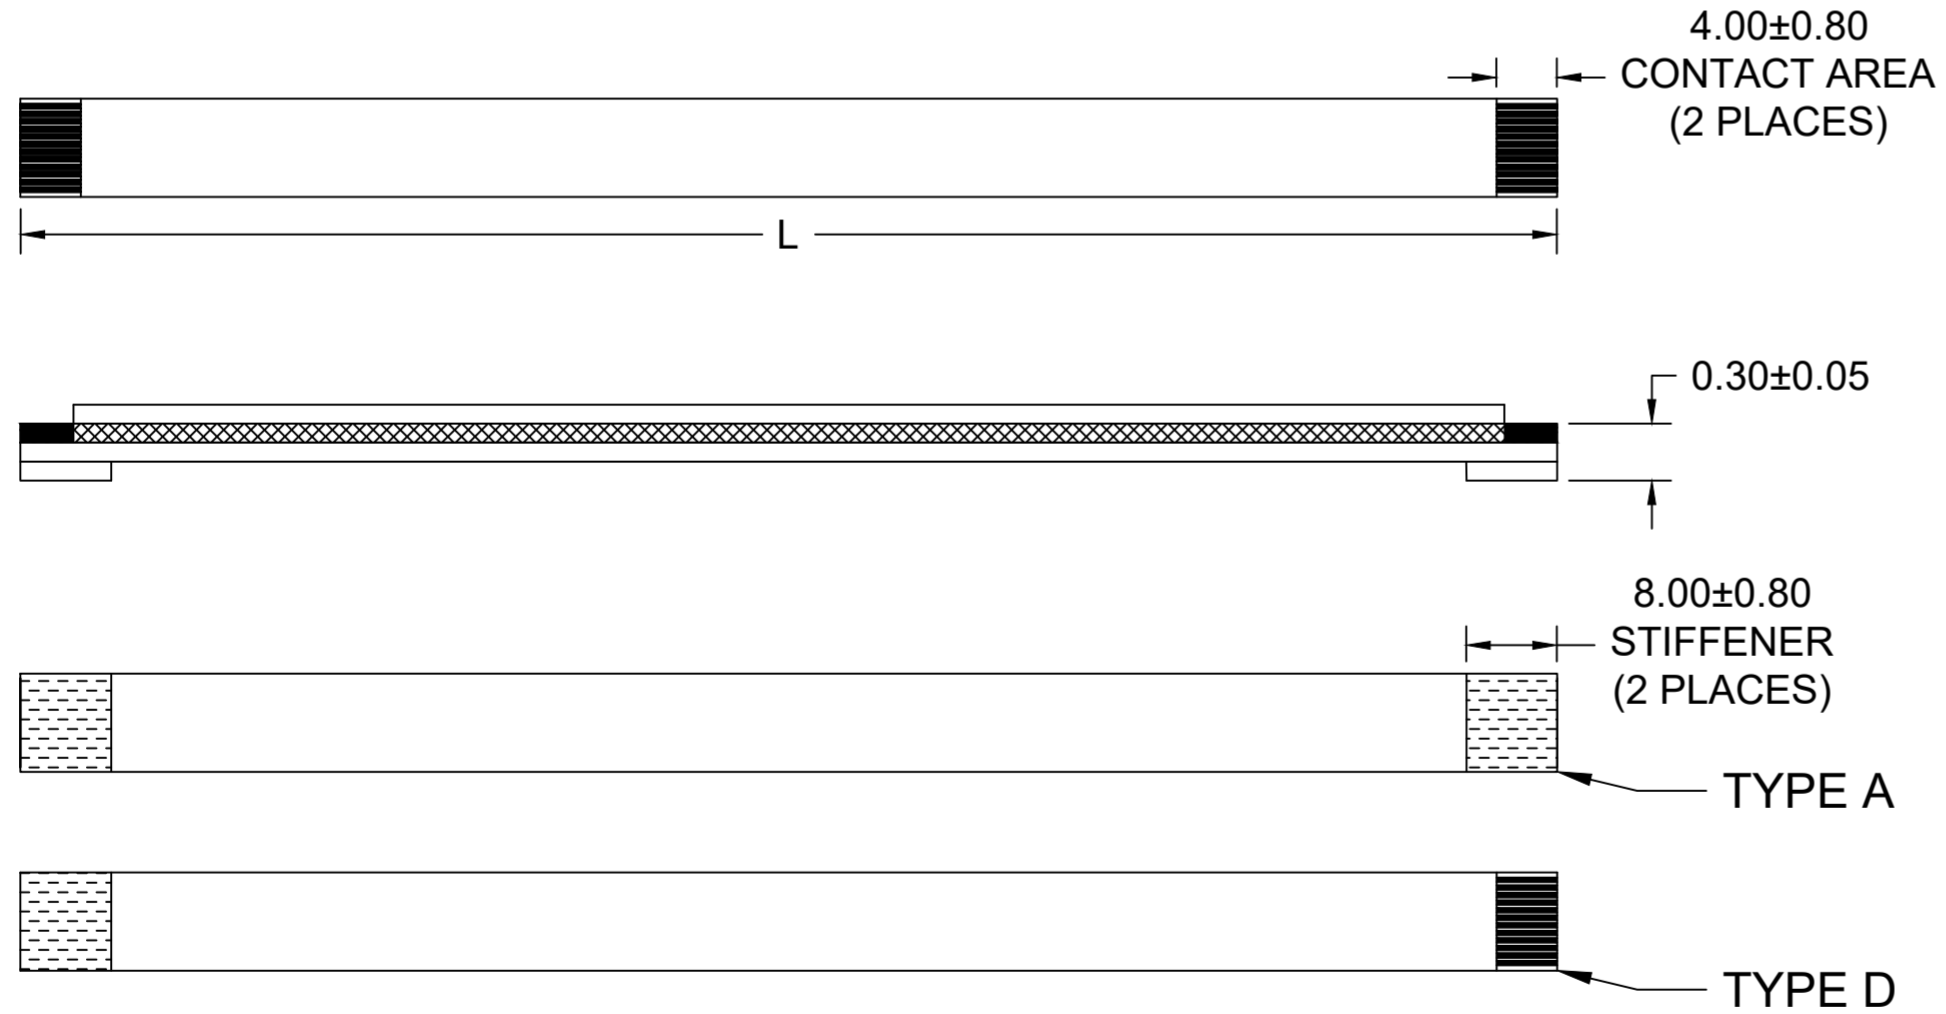 4.00±0.80
CONTACT AREA
(2 PLACES)
L
0.30±0.05
8.00±0.80
STIFFENER
(2 PLACES)
TYPE A
TYPE D